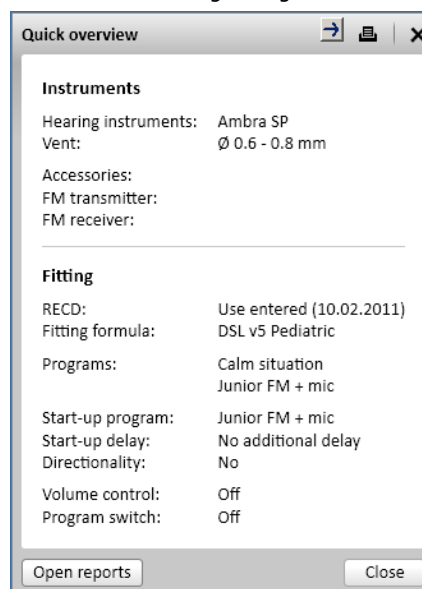 Quick overview
Instruments
Hearing instruments: Ambra SP
Vent: Ø 0.6 - 0.8 mm
Accessories:
FM transmitter:
FM receiver:
Fitting
RECD: Use entered (10.02.2011)
Fitting formula: DSL v5 Pediatric
Programs: Calm situation
Junior FM + mic
Start-up program: Junior FM + mic
Start-up delay: No additional delay
Directionality: No
Volume control: Off
Program switch: Off
Open reports Close